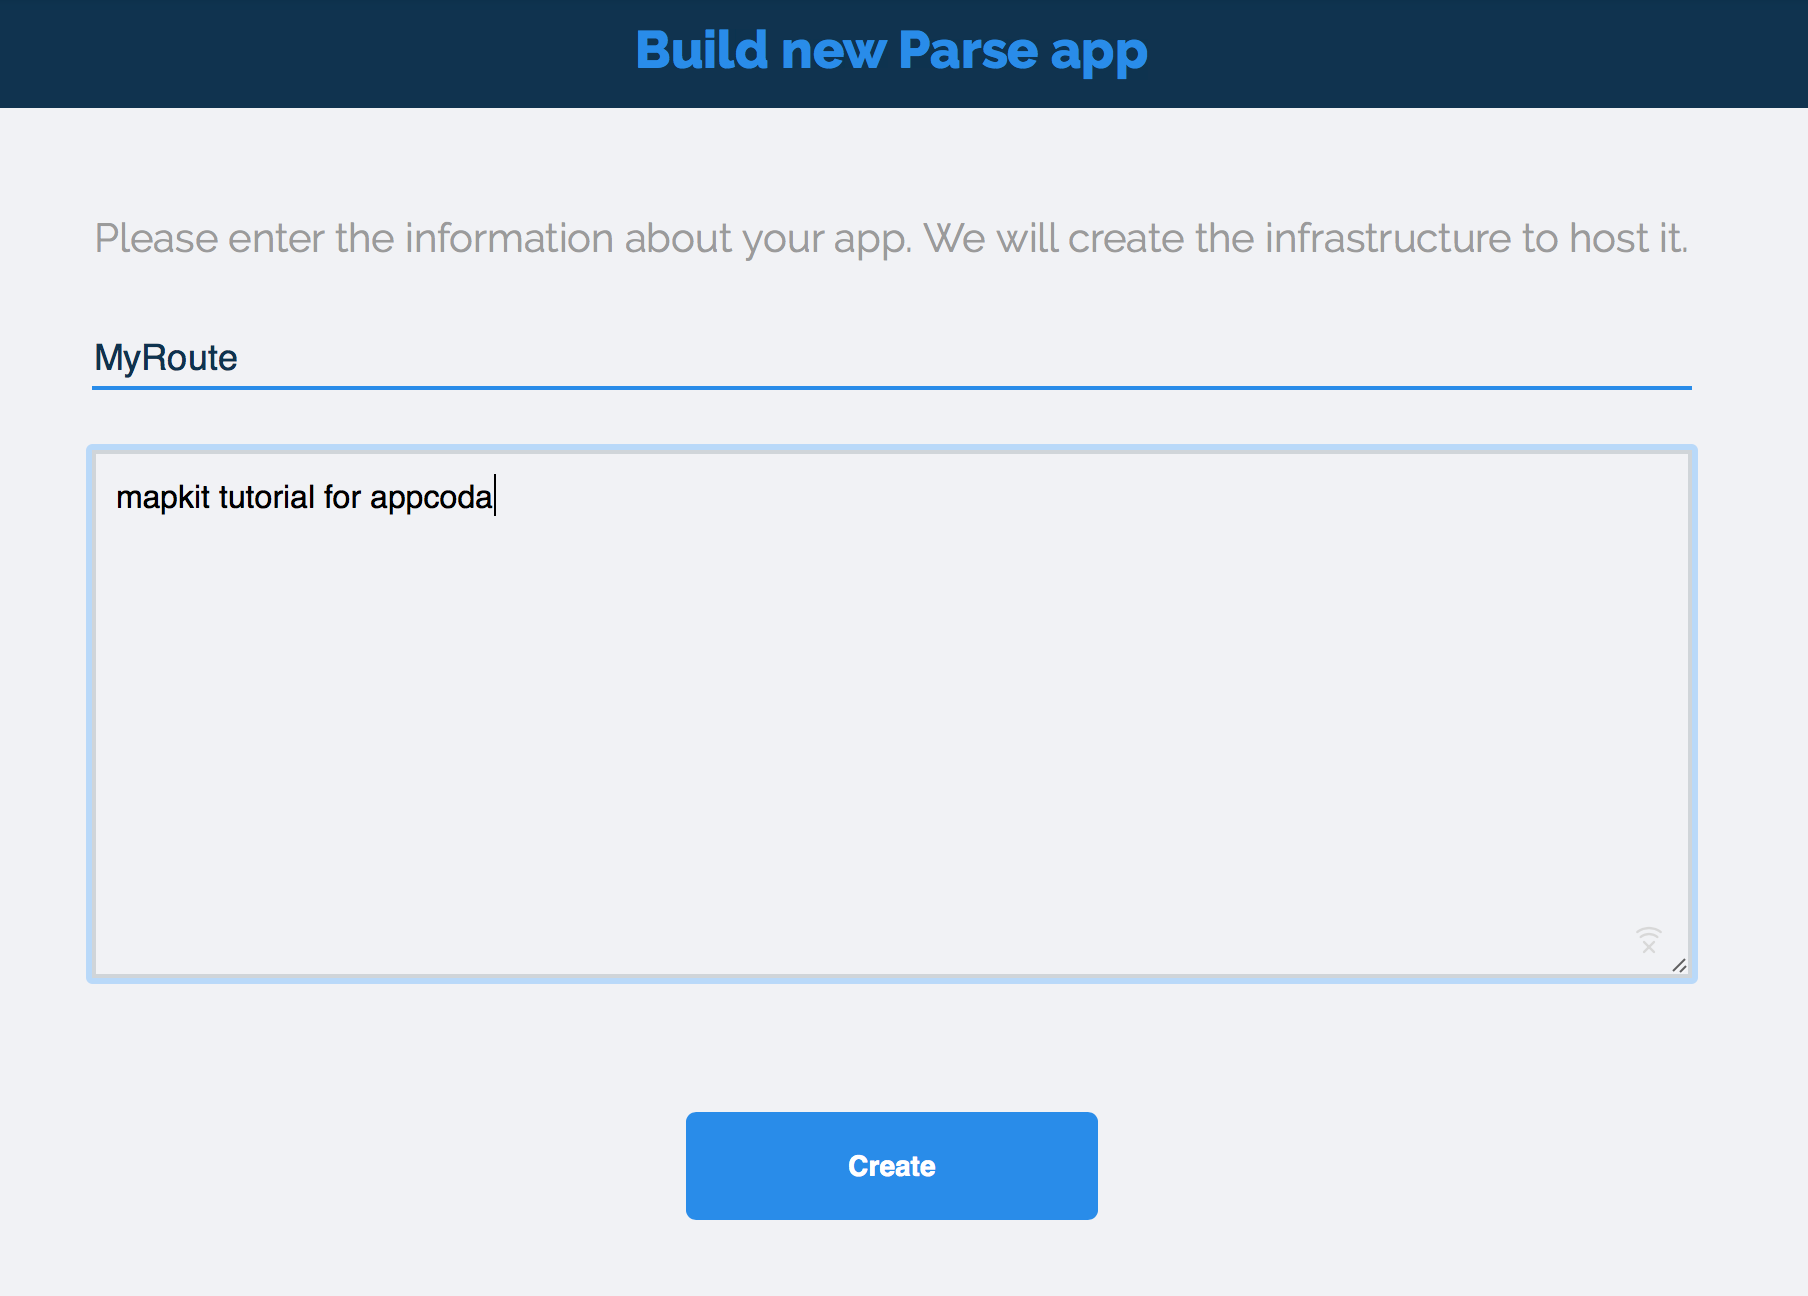 Build new Parse app
Please enter the information about your app. We will create the infrastructure to host it.
MyRoute
mapkit tutorial for appcoda
Create